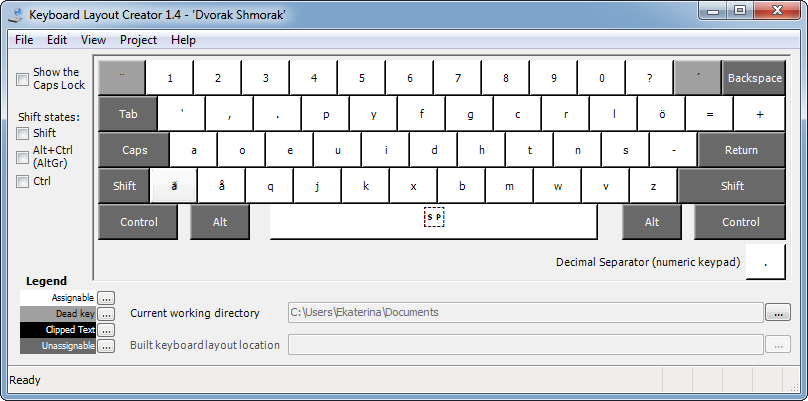 Keyboard Layout Creator 1.4 - 'Dvorak Shmorak'
File Edit View Project Help
Show the
Caps Lock
Shift states:
Shift
Alt+Ctrl
(AltGr)
Ctrl
¨ 1 2 3 4 5 6 7 8 9 0 ? ´ Backspace
Tab ' , . p y f g c r l ö = +
Caps a o e u i d h t n s - Return
Shift â q j k x b m w v z Shift
Control Alt SP Alt Control
Decimal Separator (numeric keypad) .
Legend
Assignable ...
Dead key ...
Clipped Text ...
Unassignable ...
Current working directory C:\Users\Ekaterina\Documents ...
Built keyboard layout location ...
Ready